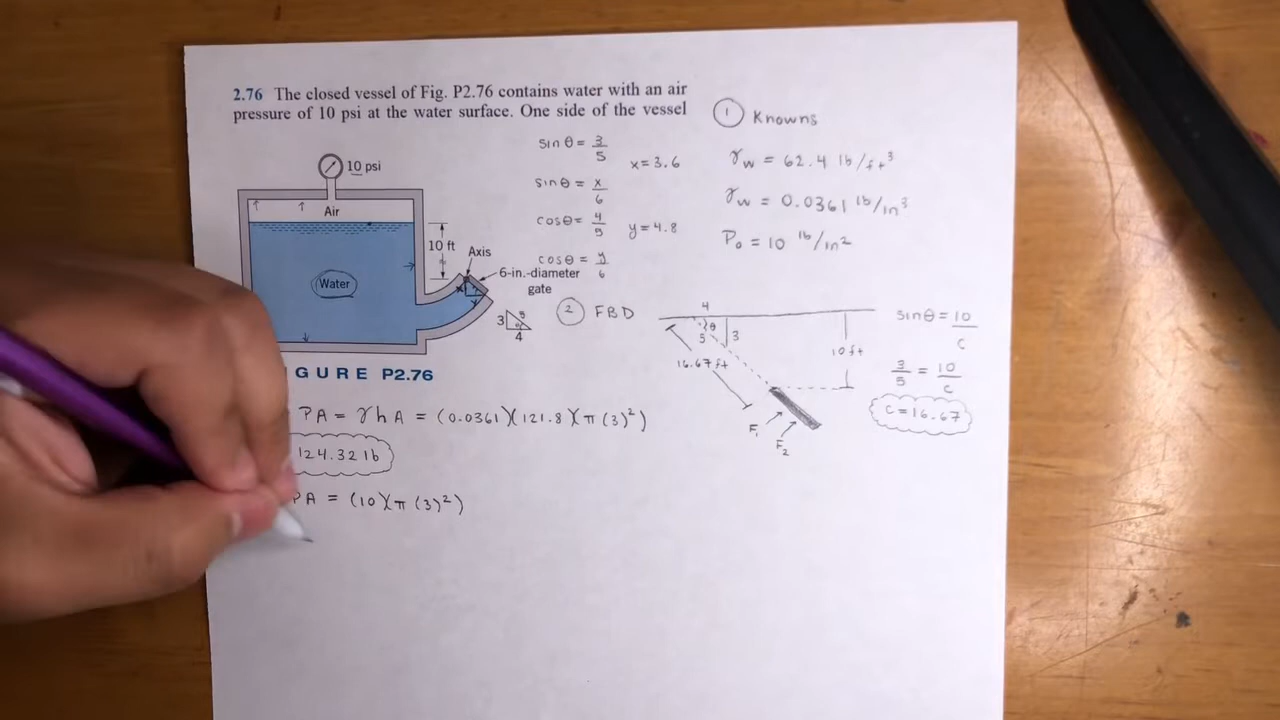 2.76 The closed vessel of Fig. P2.76 contains water with an air
pressure of 10 psi at the water surface. One side of the vessel
10 psi
Air
10 ft
Axis
Water
6-in.-diameter
gate
3 5
4
GURE P2.76
sin θ = 3/5
x = 3.6
sin θ = x/6
cos θ = 4/5
y = 4.8
cos θ = y/6
1 Knowns
γw = 62.4 lb/ft³
γw = 0.0361 lb/in³
P₀ = 10 lb/in²
2 FBD
4
θ
5 3
16.67 ft
10 ft
F₁
F₂
sin θ = 10/c
3/5 = 10/c
c = 16.67
PA = γhA = (0.0361)(121.8)(π(3)²)
124.32 lb
PA = (10)(π(3)²)